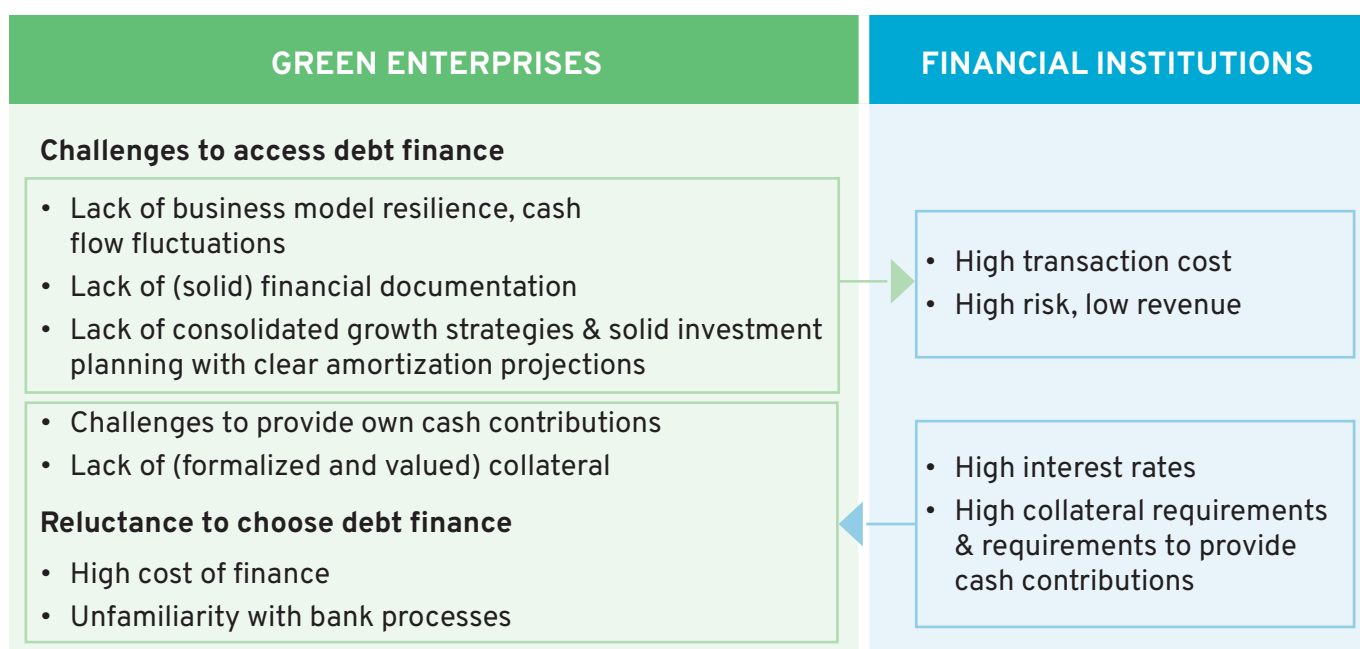 GREEN ENTERPRISES
Challenges to access debt finance
• Lack of business model resilience, cash
flow fluctuations
• Lack of (solid) financial documentation
• Lack of consolidated growth strategies & solid investment
planning with clear amortization projections
• Challenges to provide own cash contributions
• Lack of (formalized and valued) collateral
Reluctance to choose debt finance
• High cost of finance
• Unfamiliarity with bank processes
FINANCIAL INSTITUTIONS
• High transaction cost
• High risk, low revenue
• High interest rates
• High collateral requirements
& requirements to provide
cash contributions